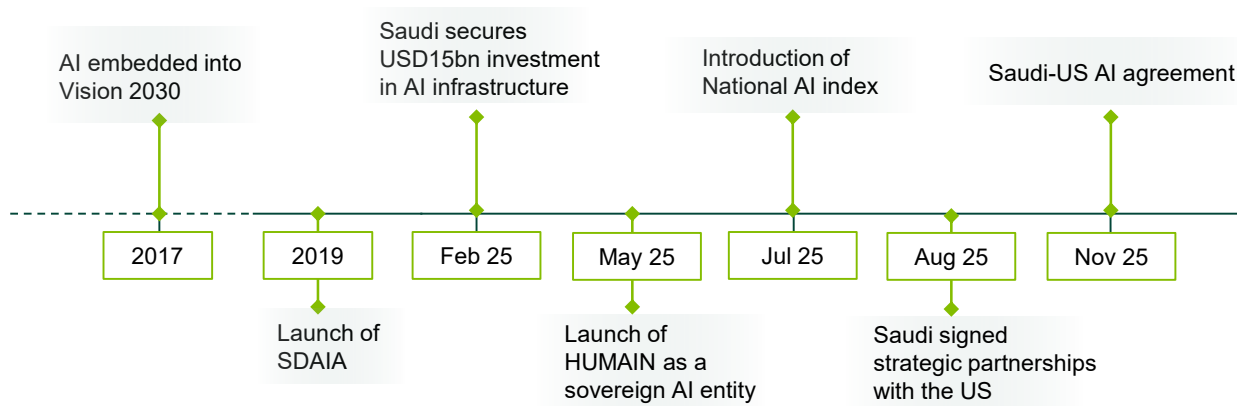 AI embedded into
Vision 2030
Saudi secures
USD15bn investment
in AI infrastructure
Introduction of
National AI index
Saudi-US AI agreement
2017
2019
Feb 25
May 25
Jul 25
Aug 25
Nov 25
Launch of
SDAIA
Launch of
HUMAIN as a
sovereign AI entity
Saudi signed
strategic partnerships
with the US